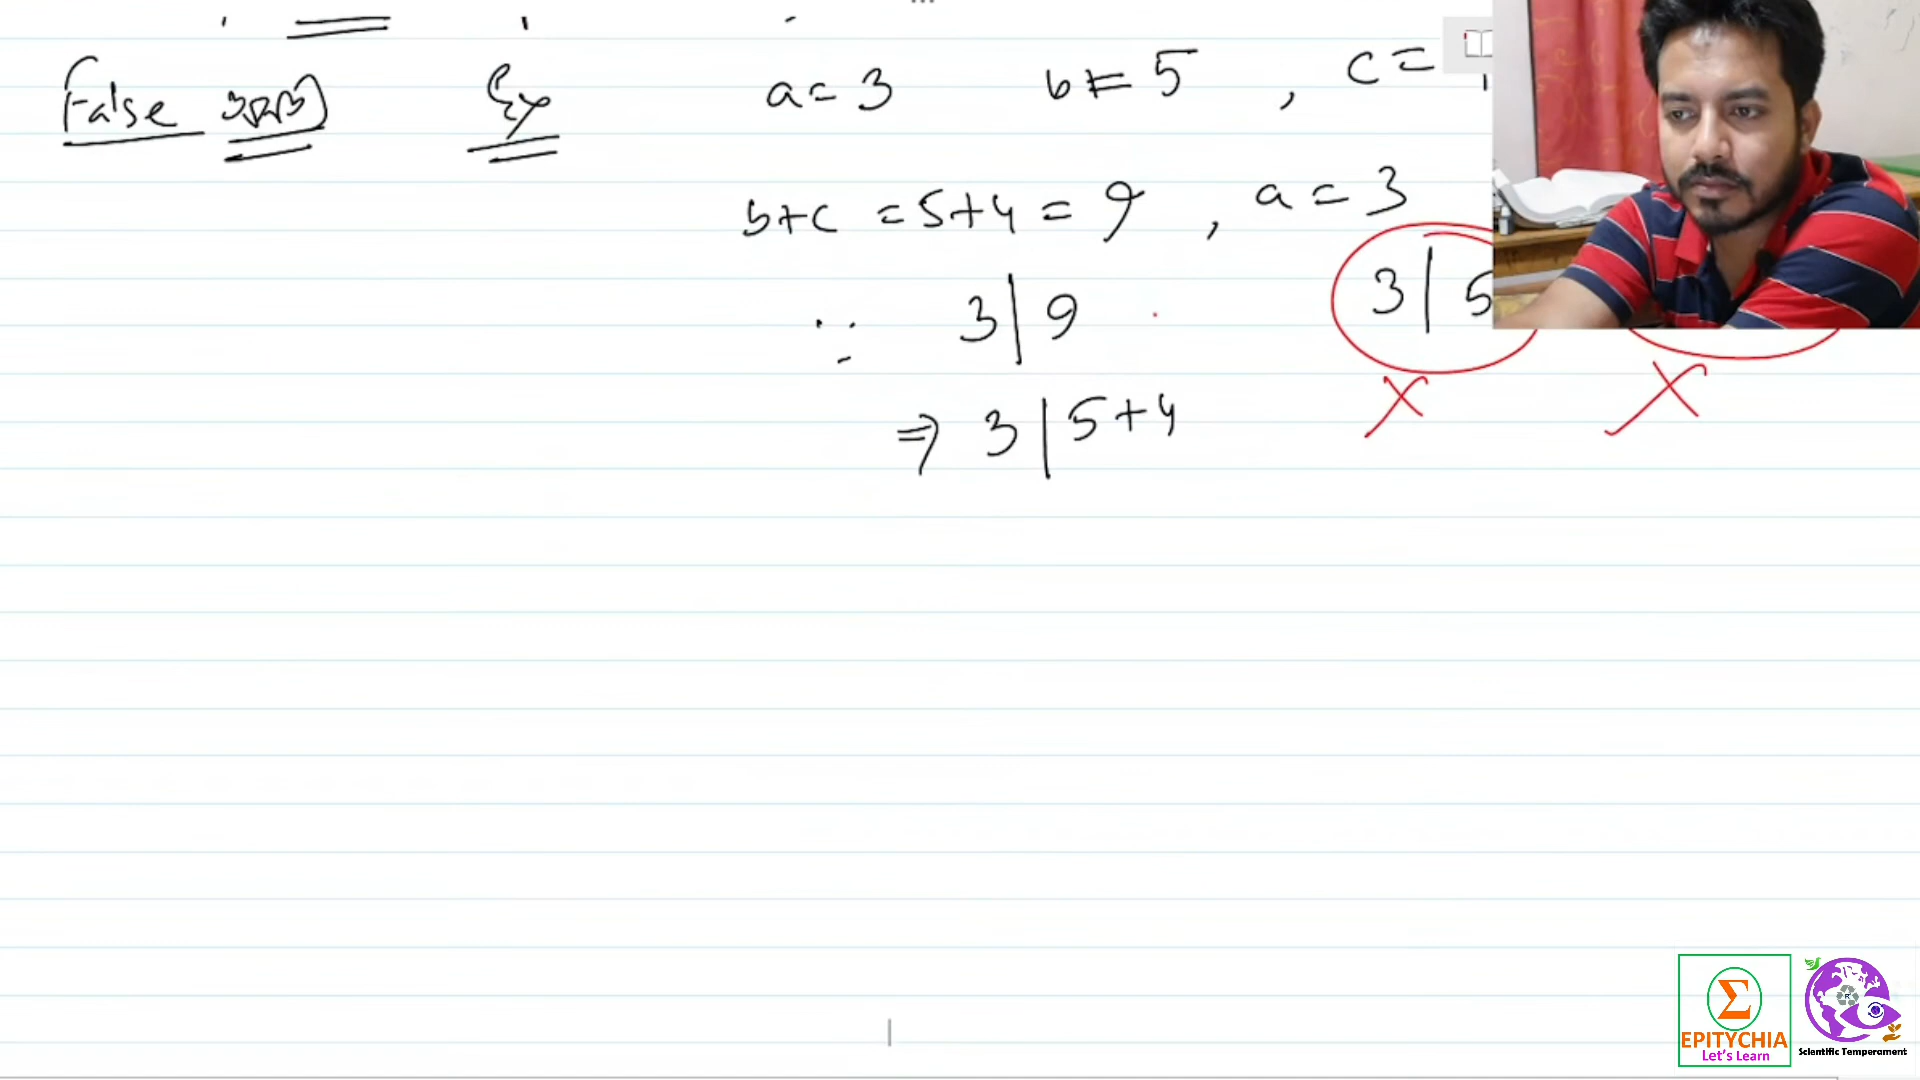 False সত্য Ex a = 3 b = 5 , c =
b+c = 5+4 = 9 , a = 3
∵ 3 | 9 3 | 5
⇒ 3 | 5+4
Σ
EPITYCHIA
Let's Learn
Scientific Temperament